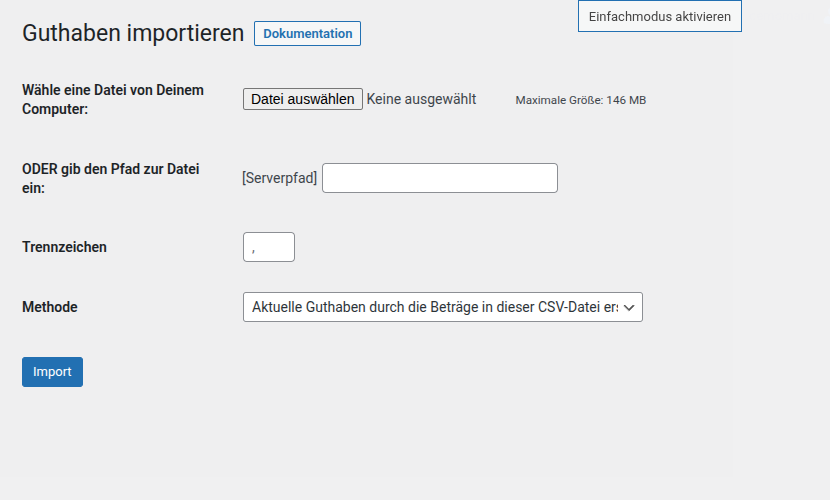 Einfachmodus aktivieren
Guthaben importieren Dokumentation
Wähle eine Datei von Deinem
Computer:
Datei auswählen Keine ausgewählt Maximale Größe: 146 MB
ODER gib den Pfad zur Datei
ein:
[Serverpfad]
Trennzeichen
,
Methode
Aktuelle Guthaben durch die Beträge in dieser CSV-Datei ers
Import